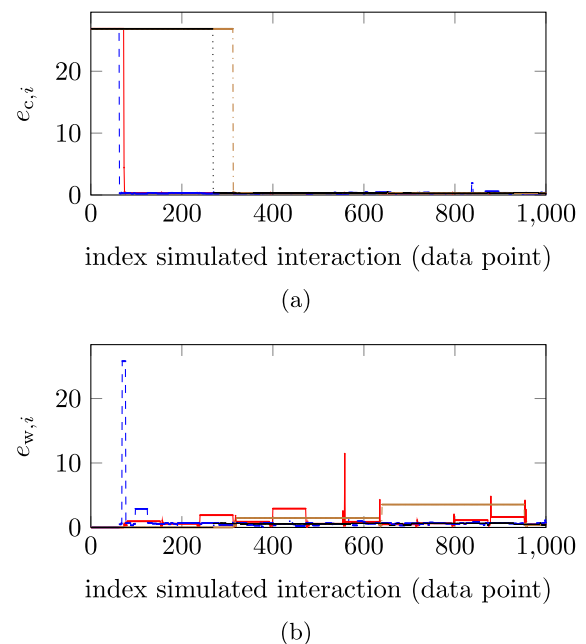 20
10
0
0 200 400 600 800 1,000
e_{c,i}
index simulated interaction (data point)
(a)
20
10
0
0 200 400 600 800 1,000
e_{w,i}
index simulated interaction (data point)
(b)